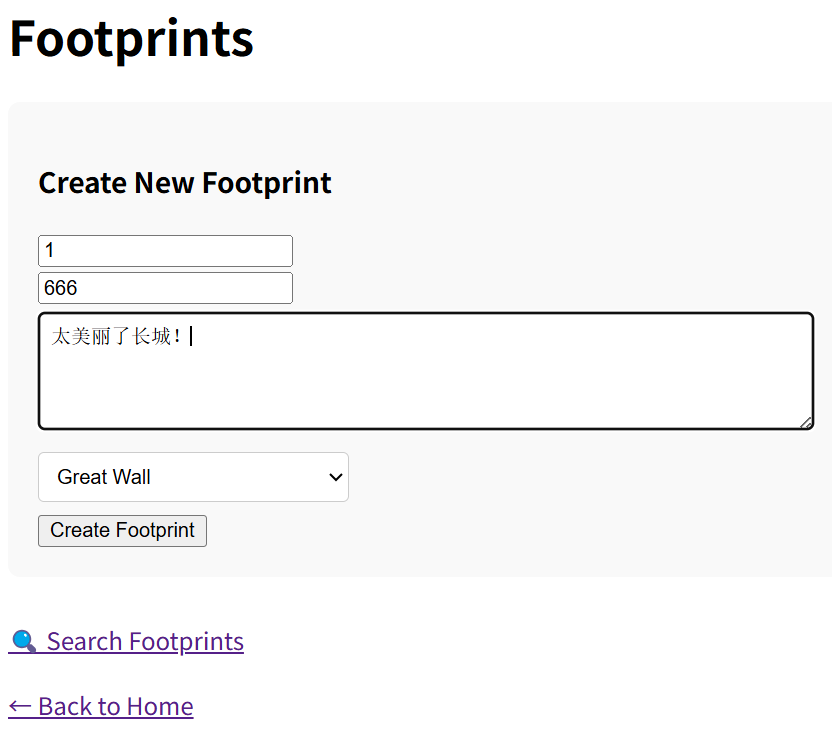 Footprints
Create New Footprint
1
666
太美丽了长城！
Great Wall
Create Footprint
🔍 Search Footprints
← Back to Home